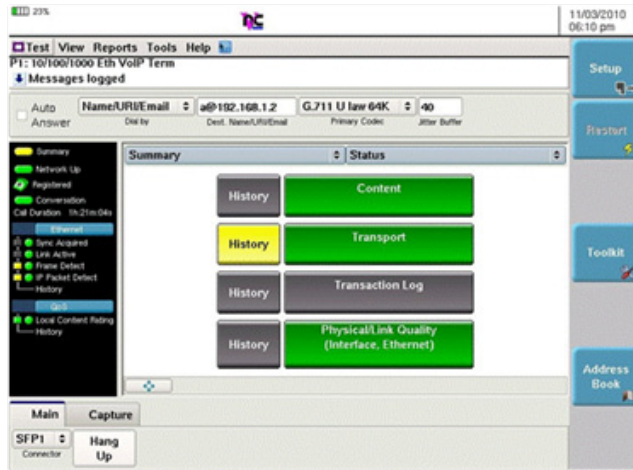 23%
11/03/2010
06:10 pm
Test View Reports Tools Help
P1: 10/100/1000 Eth VoIP Term
Messages logged
Auto Answer
Name/URI/Email
Dial by
a@192.168.1.2
Dest. Name/URI/Email
G.711 U law 64K
Primary Codec
40
Jitter Buffer
Setup
Restart
Toolkit
Address
Book
Summary
Network Up
Registered
Conversation
Call Duration 1h:21m:04s
Ethernet
Sync Acquired
Link Active
Frame Detect
IP Packet Detect
History
QoS
Local Content Rating
History
Summary Status
History Content
History Transport
History Transaction Log
History Physical/Link Quality
(Interface, Ethernet)
Main Capture
SFP1
Connector
Hang
Up